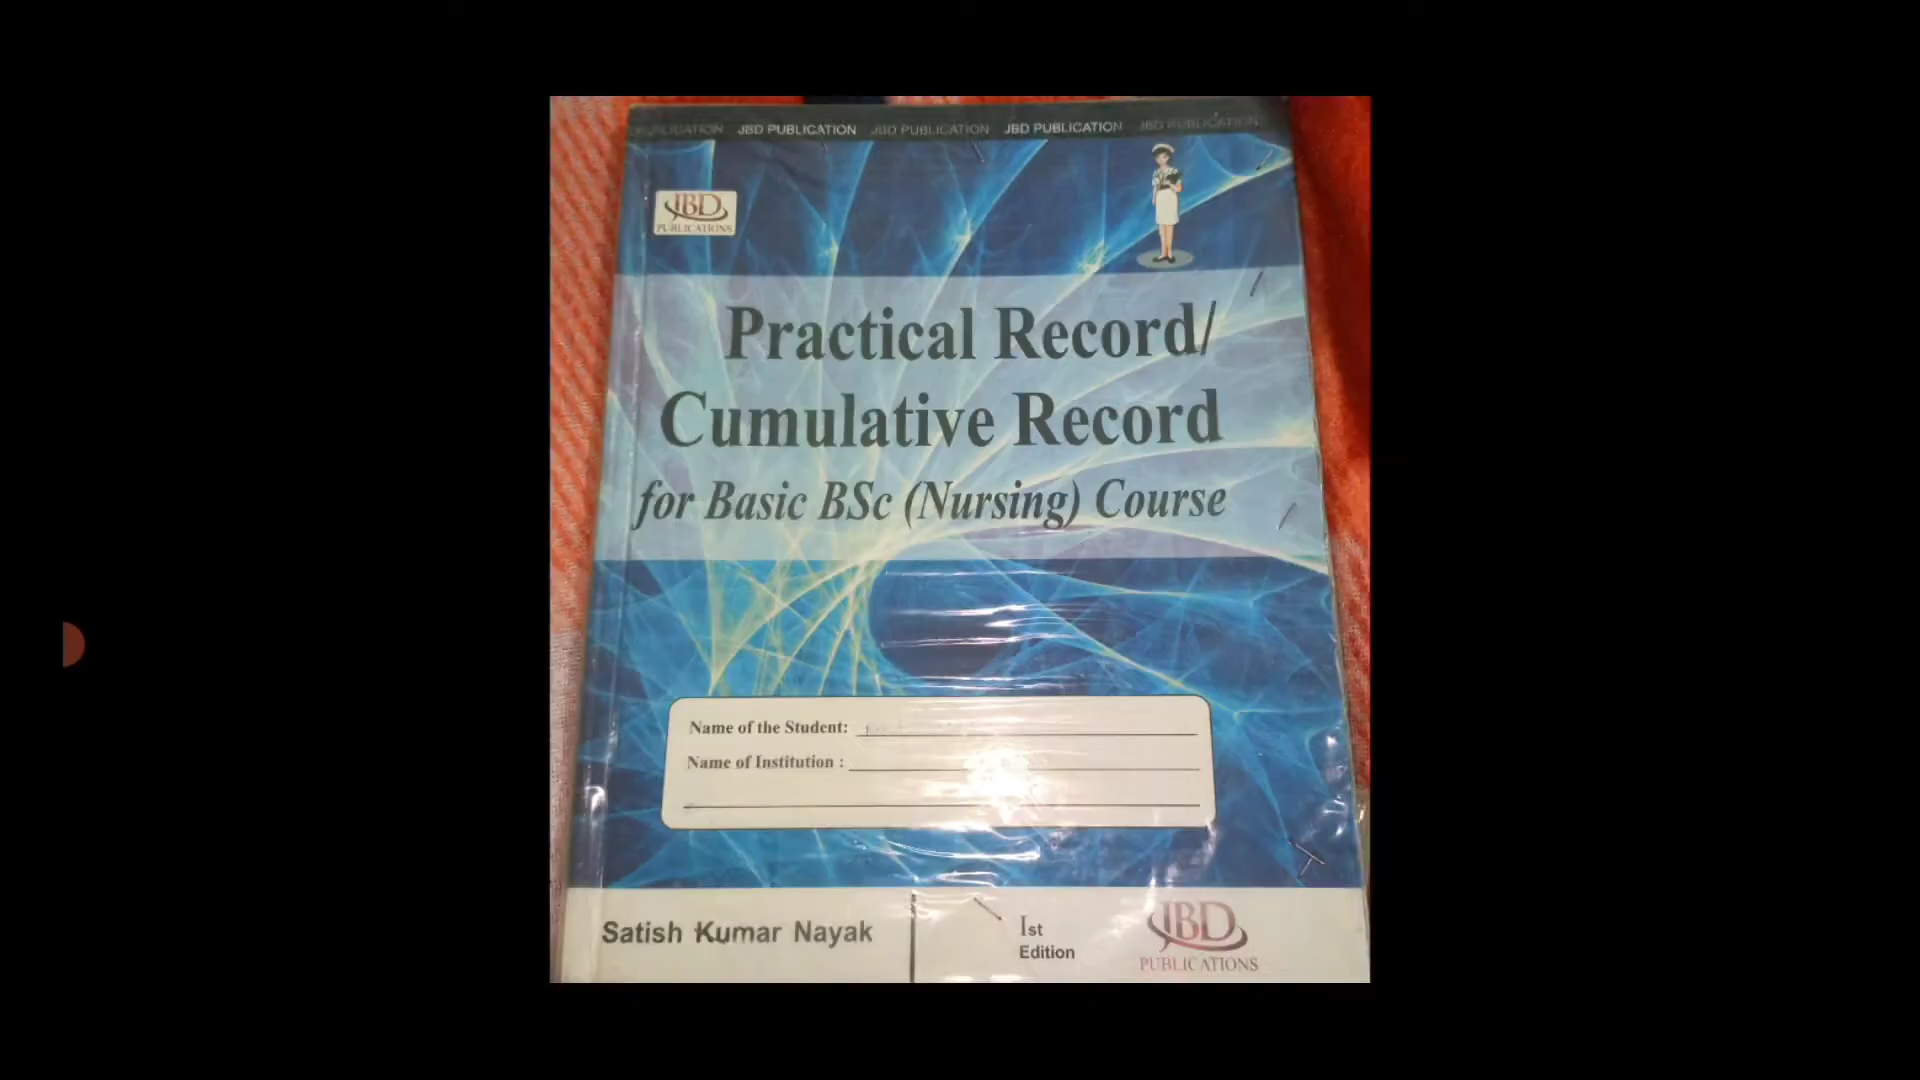 PUBLICATION JBD PUBLICATION JBD PUBLICATION JBD PUBLICATION JBD PUBLICATION
JBD
PUBLICATIONS
Practical Record/
Cumulative Record
for Basic BSc (Nursing) Course
Name of the Student:
Name of Institution :
Satish Kumar Nayak
Ist
Edition
JBD
PUBLICATIONS